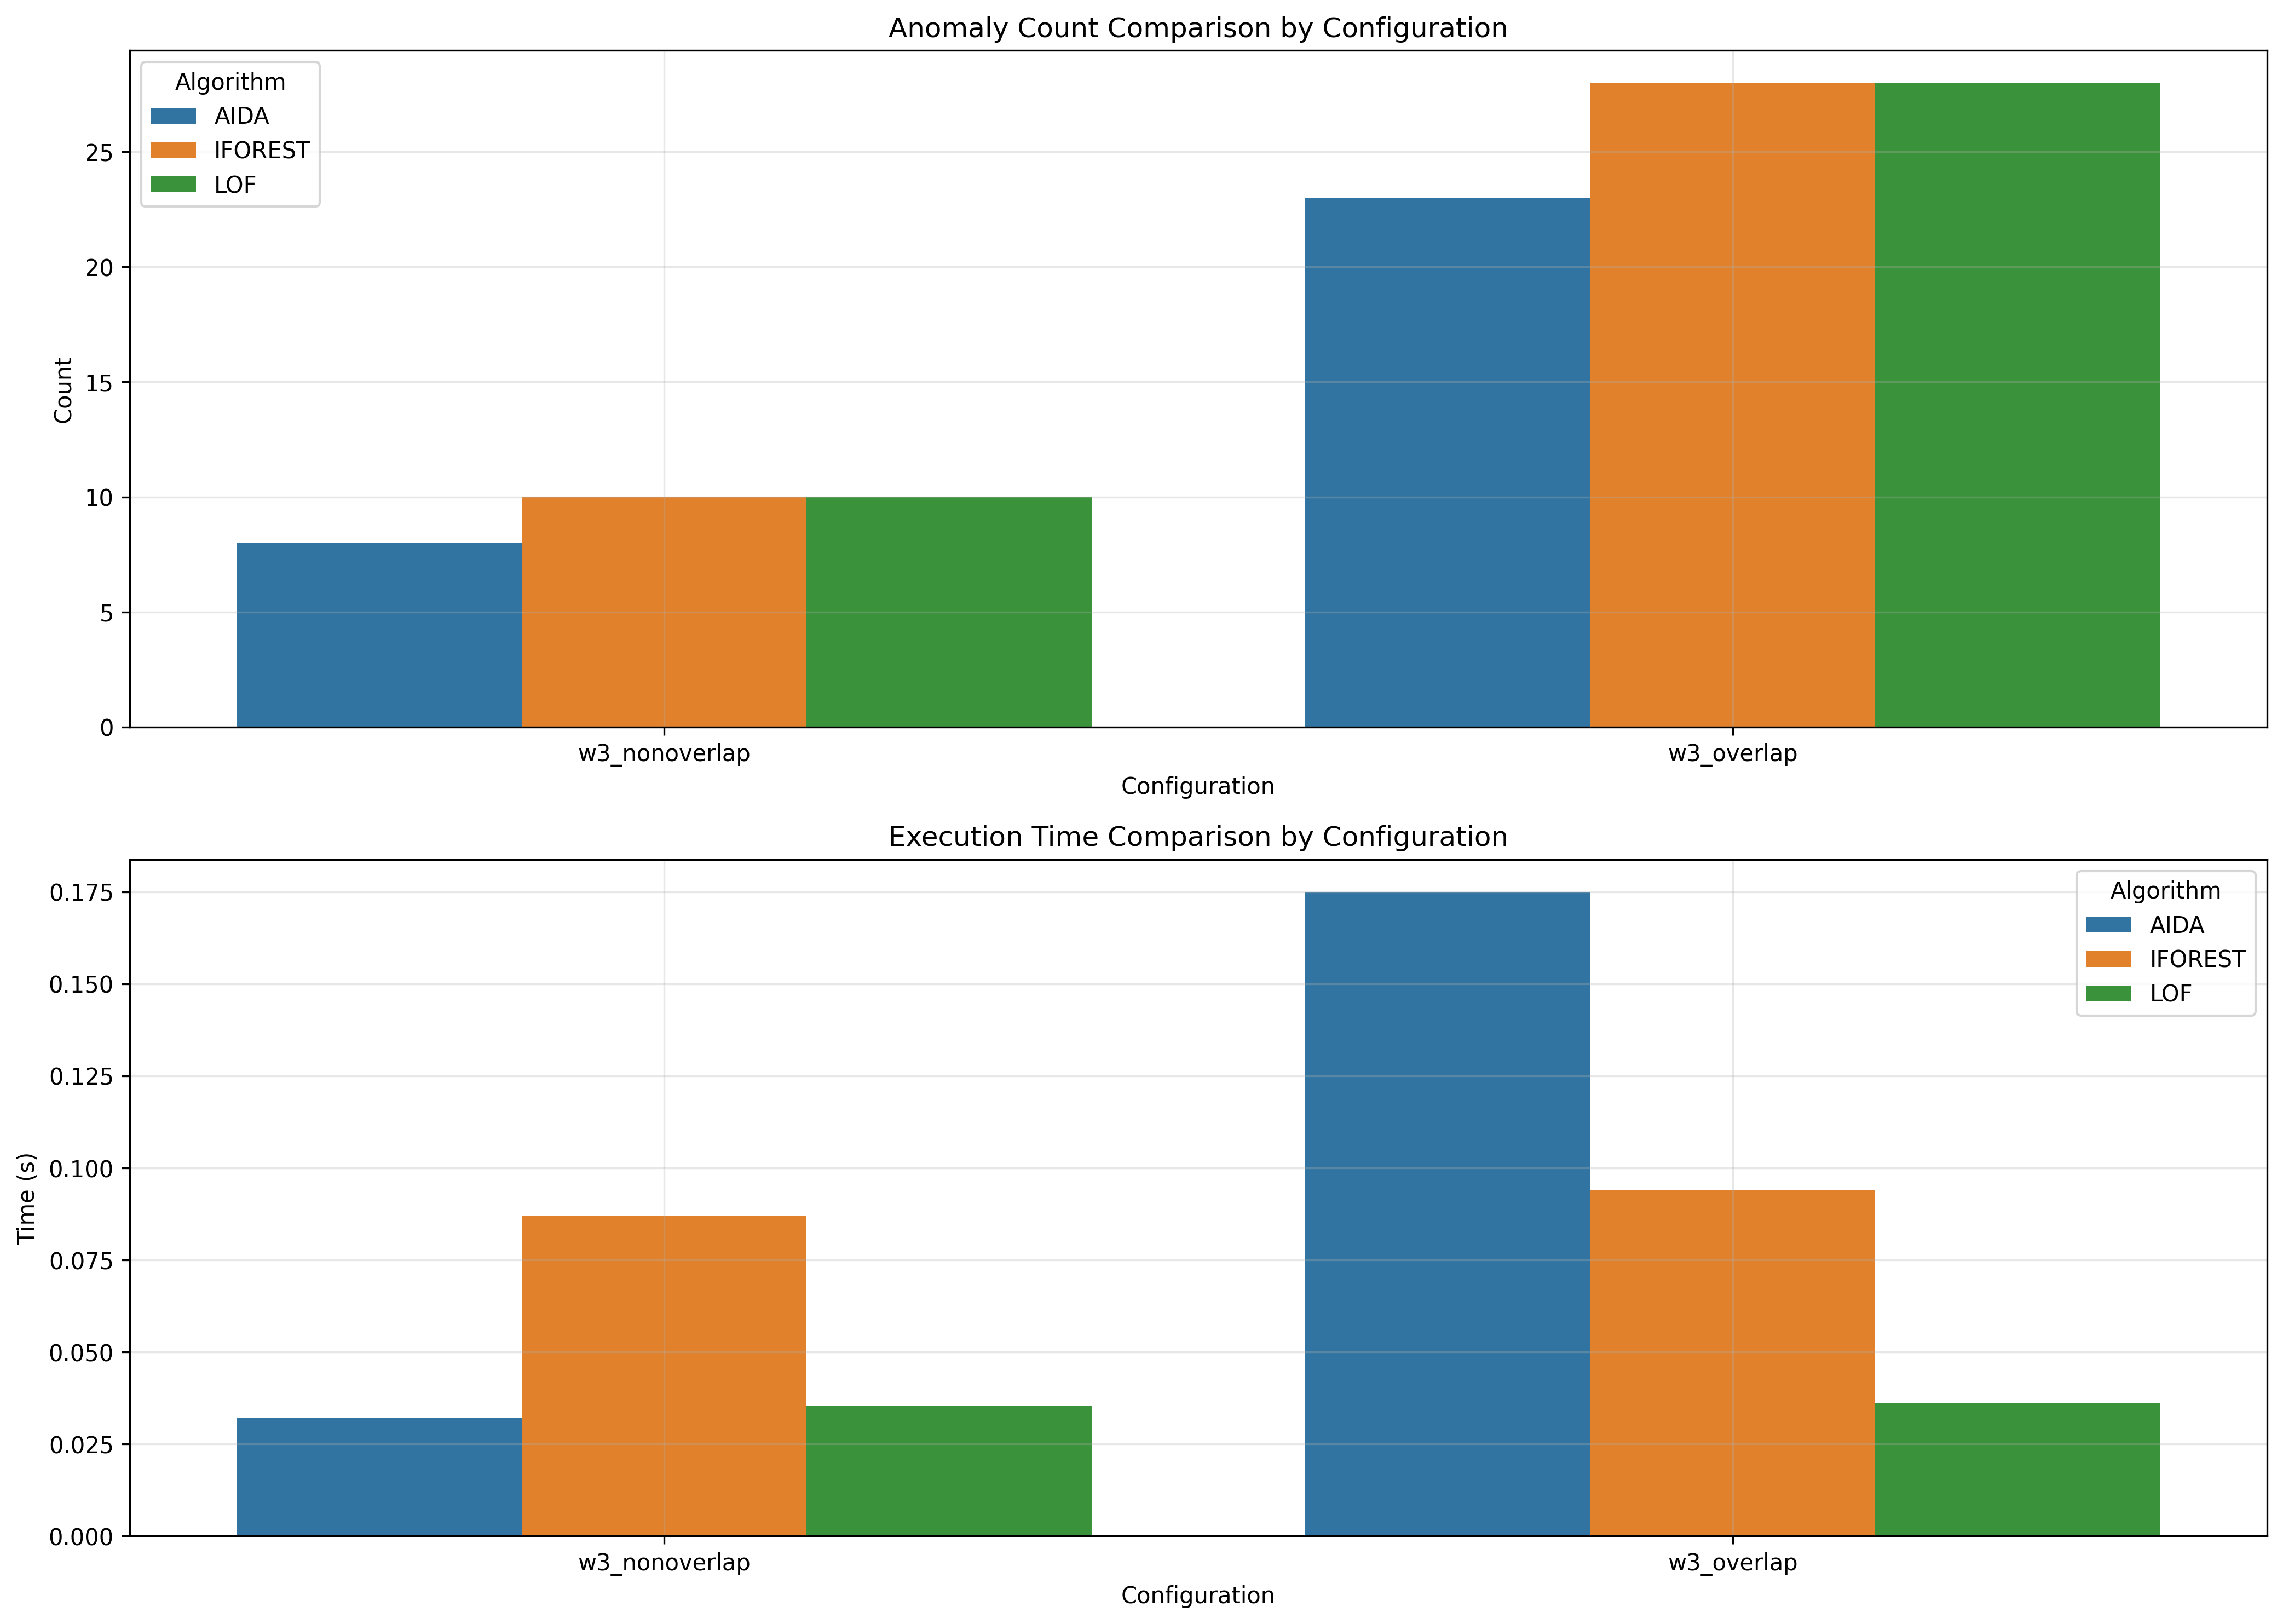 Anomaly Count Comparison by Configuration
Algorithm
AIDA
IFOREST
LOF
25
20
15
10
5
0
Count
w3_nonoverlap
w3_overlap
Configuration
Execution Time Comparison by Configuration
Algorithm
AIDA
IFOREST
LOF
0.175
0.150
0.125
0.100
0.075
0.050
0.025
0.000
Time (s)
w3_nonoverlap
w3_overlap
Configuration